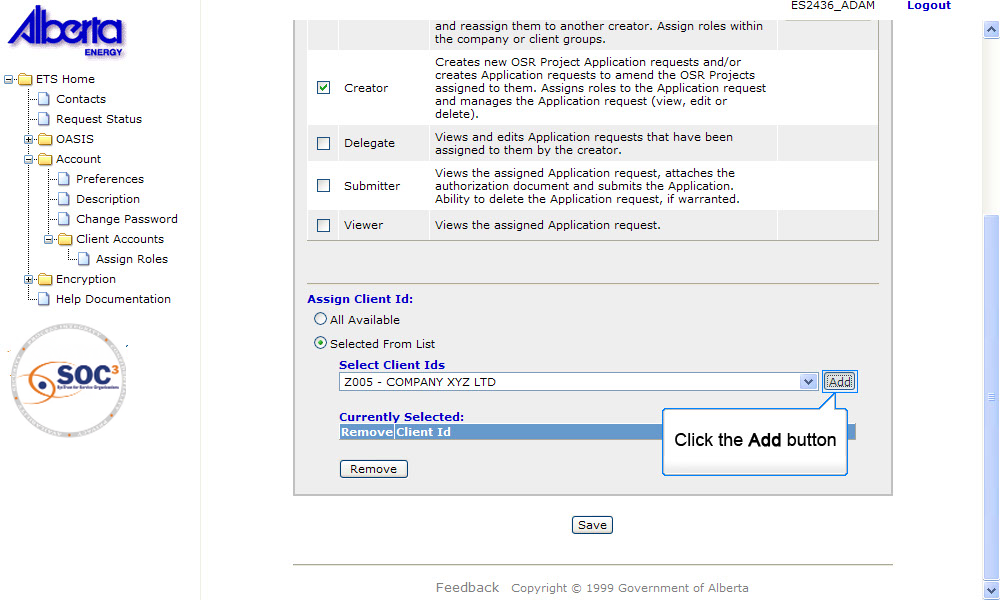 ES2436_ADAM
Logout
Alberta
ENERGY
ETS Home
Contacts
Request Status
OASIS
Account
Preferences
Description
Change Password
Client Accounts
Assign Roles
Encryption
Help Documentation
SOC3
SysTrust for Service Organizations
and reassign them to another creator. Assign roles within
the company or client groups.
Creator
Creates new OSR Project Application requests and/or
creates Application requests to amend the OSR Projects
assigned to them. Assigns roles to the Application request
and manages the Application request (view, edit or
delete).
Delegate
Views and edits Application requests that have been
assigned to them by the creator.
Submitter
Views the assigned Application request, attaches the
authorization document and submits the Application.
Ability to delete the Application request, if warranted.
Viewer
Views the assigned Application request.
Assign Client Id:
All Available
Selected From List
Select Client Ids
Z005 - COMPANY XYZ LTD
Add
Currently Selected:
Remove Client Id
Click the Add button
Remove
Save
Feedback Copyright © 1999 Government of Alberta